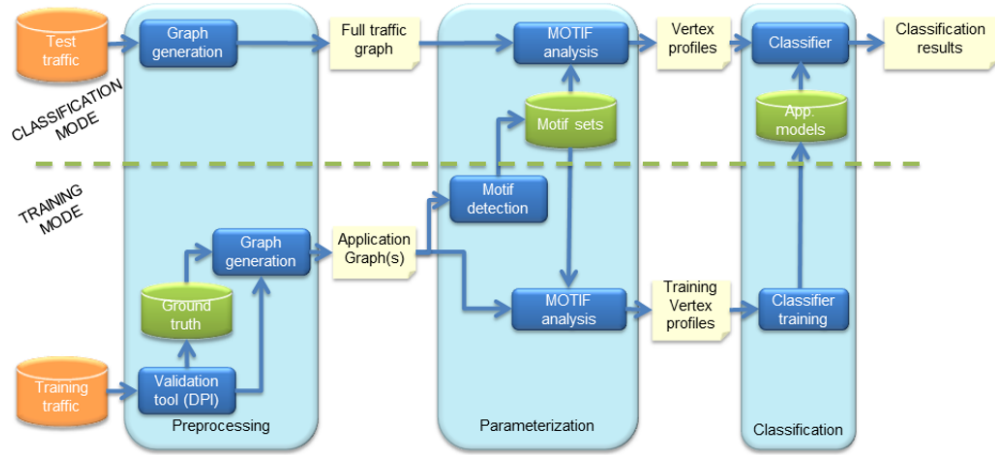 Test
traffic
Graph
generation
Full traffic
graph
MOTIF
analysis
Vertex
profiles
Classifier
Classification
results
CLASSIFICATION
MODE
Motif sets
App.
models
TRAINING
MODE
Motif
detection
Graph
generation
Application
Graph(s)
Ground
truth
MOTIF
analysis
Training
Vertex
profiles
Classifier
training
Training
traffic
Validation
tool (DPI)
Preprocessing
Parameterization
Classification